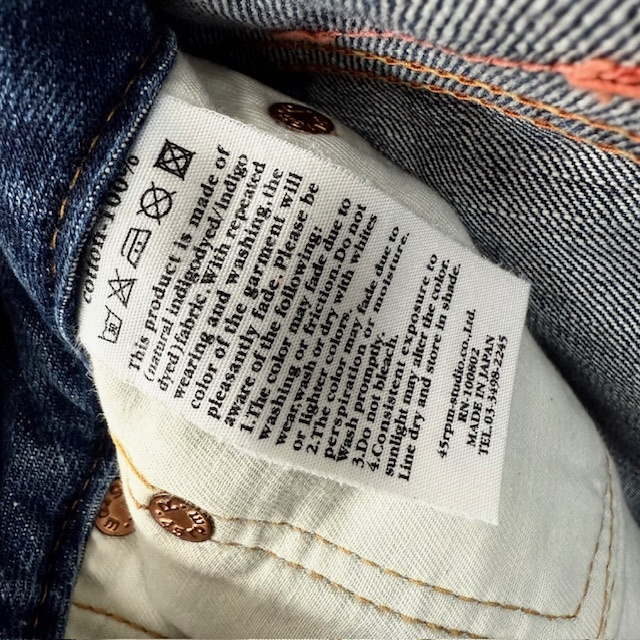 cotton 100%
This product is made of
(natural indigodyed/indigo
dyed)fabric.With repeated
wearing and washing, the
color of the garment will
pleasantly fade. Please be
aware of the following:
1.The color may fade due to
washing or friction.Do not
wear,wash or dry with whites
or lighter colors.
2.The color may fade due to
perspiration or moisture.
Wash promptly.
3.Do not bleach.
4.Consistent exposure to
sunlight may alter the color.
Line dry and store in shade.
45rpm studio co.,Ltd.
RN: 100802
MADE IN JAPAN
TEL.03-3499-2245